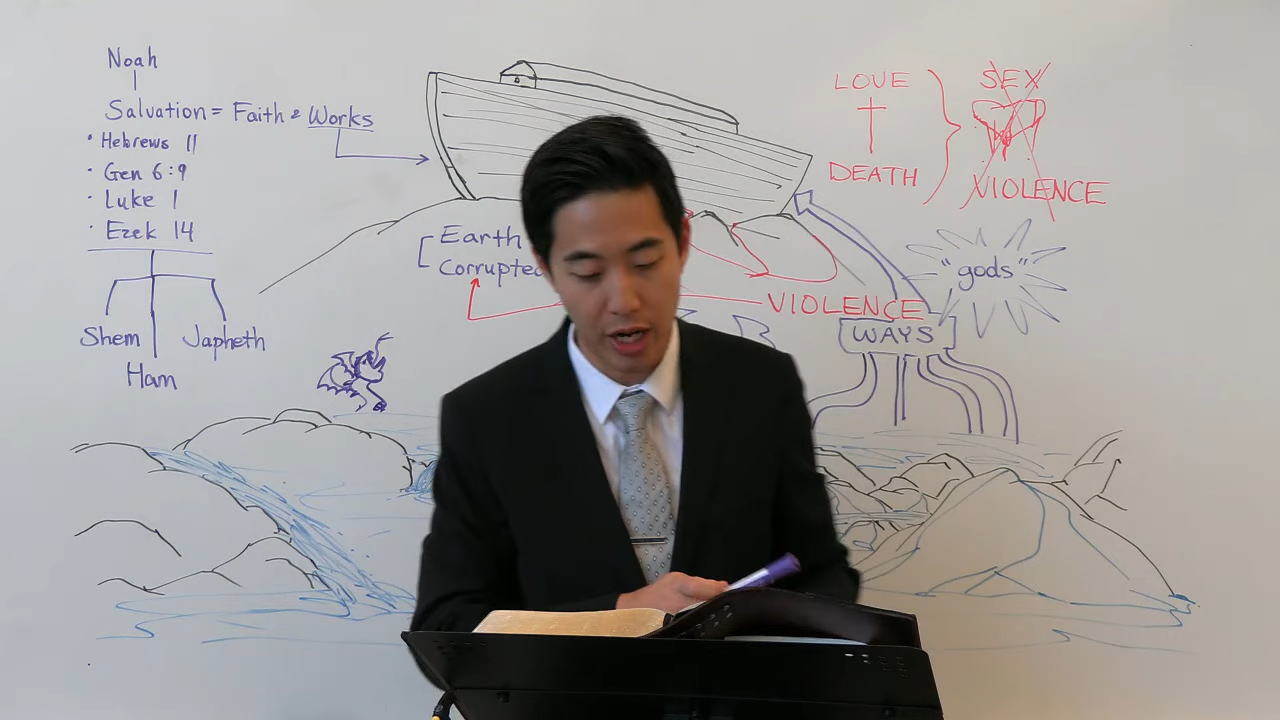 Noah
Salvation = Faith & Works
• Hebrews 11
• Gen 6:9
• Luke 1
• Ezek 14
Shem
Ham
Japheth
Earth
Corrupted
LOVE
DEATH
SEX
VIOLENCE
"gods"
VIOLENCE
WAYS